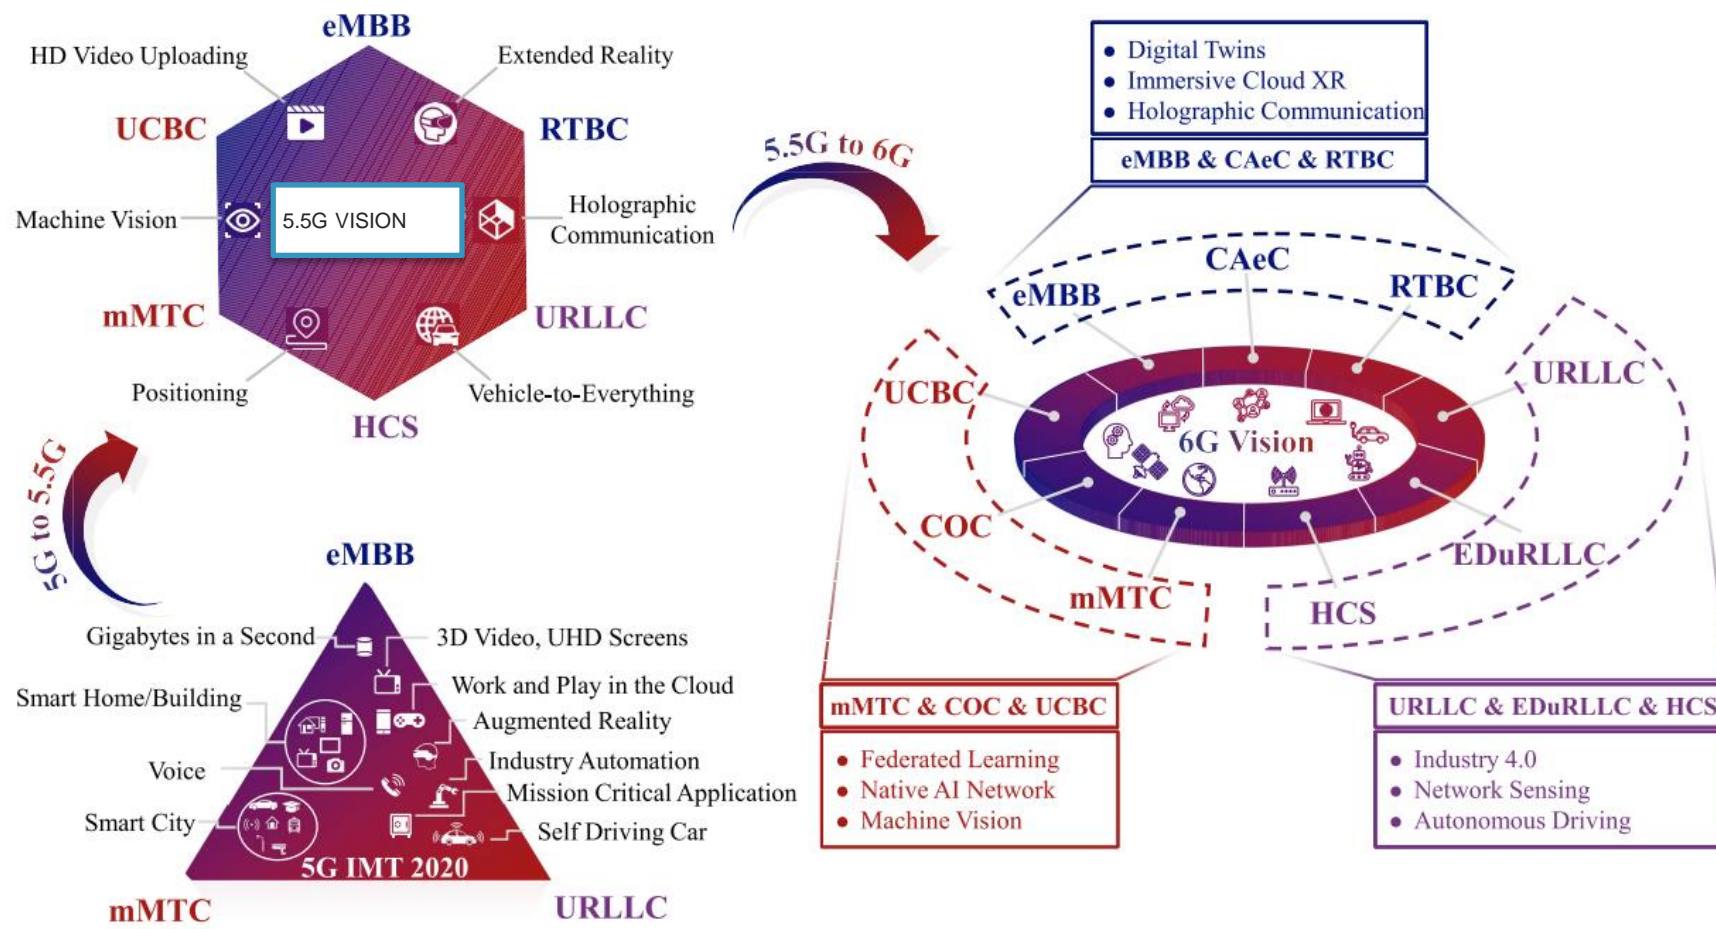 eMBB
HD Video Uploading
Extended Reality
UCBC
RTBC
Machine Vision
5.5G VISION
Holographic
Communication
mMTC
URLLC
Positioning
Vehicle-to-Everything
HCS
5G to 5.5G
eMBB
Gigabytes in a Second
3D Video, UHD Screens
Smart Home/Building
Work and Play in the Cloud
Augmented Reality
Voice
Industry Automation
Mission Critical Application
Smart City
Self Driving Car
5G IMT 2020
mMTC
URLLC
5.5G to 6G
• Digital Twins
• Immersive Cloud XR
• Holographic Communication
eMBB & CAeC & RTBC
CAeC
eMBB
RTBC
UCBC
URLLC
6G Vision
COC
EDuRLLC
mMTC
HCS
mMTC & COC & UCBC
• Federated Learning
• Native AI Network
• Machine Vision
URLLC & EDuRLLC & HCS
• Industry 4.0
• Network Sensing
• Autonomous Driving